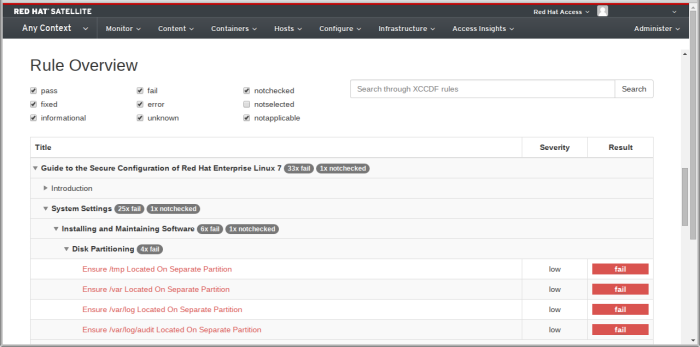 RED HAT SATELLITE Red Hat Access
Any Context Monitor Content Containers Hosts Configure Infrastructure Access Insights Administer
Rule Overview
pass fail notchecked Search through XCCDF rules Search
fixed error notselected
informational unknown notapplicable
Title Severity Result
Guide to the Secure Configuration of Red Hat Enterprise Linux 7 33x fail 1x notchecked
Introduction
System Settings 25x fail 1x notchecked
Installing and Maintaining Software 6x fail 1x notchecked
Disk Partitioning 4x fail
Ensure /tmp Located On Separate Partition low fail
Ensure /var Located On Separate Partition low fail
Ensure /var/log Located On Separate Partition low fail
Ensure /var/log/audit Located On Separate Partition low fail